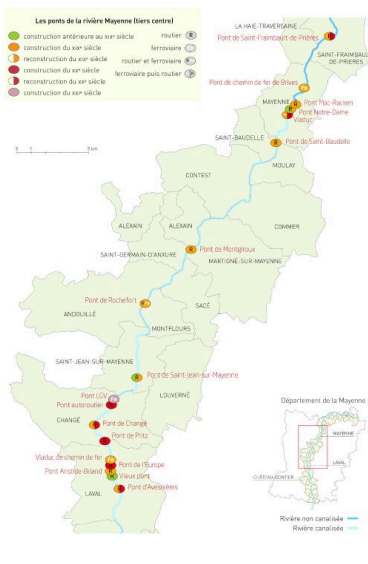 Les ponts de la rivière Mayenne (tiers centre)
construction antérieure au XIXe siècle
construction du XIXe siècle
reconstruction du XXe siècle
construction du XXe siècle
construction du XXIe siècle
routier R
ferroviaire
routier et ferroviaire
ferroviaire puis routier
0 1 5 km
LA HAIE-TRAVERSAINE
Pont de Saint-Fraimbault-de-Prières
SAINT-FRAIMBAULT-
DE-PRIERES
Pont de chemin de fer de Brives
MAYENNE
Pont Mac-Racken
Pont Notre-Dame
Viaduc
SAINT-BAUDELLE
Pont de Saint-Baudelle
MOULAY
CONTEST
COMMER
ALEXAIN
ALEXAIN
SAINT-GERMAIN-D'ANXURE
Pont de Montgiroux
MARTIGNÉ-SUR-MAYENNE
Pont de Rochefort
SACÉ
ANDOUILLÉ
MONTFLOURS
SAINT-JEAN-SUR-MAYENNE
Pont de Saint-Jean-sur-Mayenne
Pont LGV
LOUVERNÉ
Pont autoroutier
CHANGÉ
Pont de Changé
Pont de Pritz
Viaduc de chemin de fer
Pont de l'Europe
Pont Aristide-Briand
Vieux pont
LAVAL
Pont d'Avesnières
Département de la Mayenne
MAYENNE
LAVAL
CHÂTEAU-GONTIER
Rivière non canalisée
Rivière canalisée